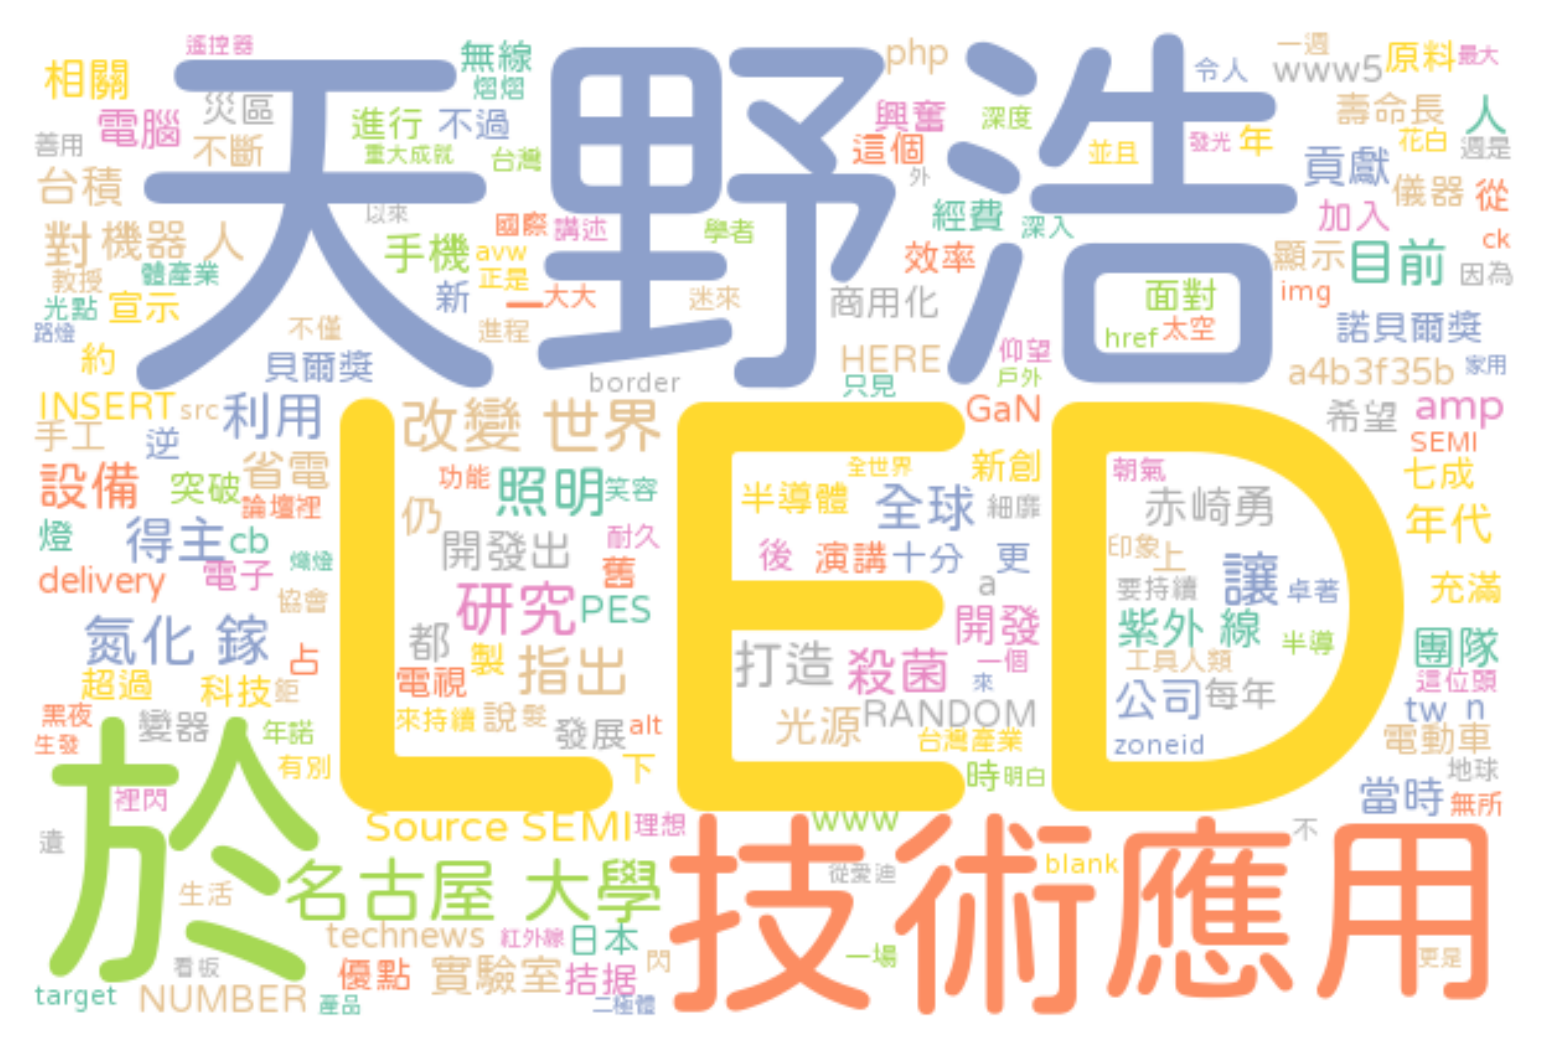 遙控器
無線
php
一週
令人
www5
原料
最大
相關
熠熠
災區
電腦
進行
不過
興奮
深度
壽命長
人
善用
不斷
重大成就
台灣
這個
並且
發光
年
花白
週是
天野浩
台積
外
貢獻
儀器
從
以來
國際
講述
學者
經費
深入
加入
ck
對
機器
人
手機
avw
效率
顯示
目前
因為
教授
體產業
正是
光點
宣示
新
一
大大
迷來
商用化
面對
img
路燈
不僅
進程
href
太空
諾貝爾獎
約
貝爾獎
HERE
仰望
a4b3f35b
家用
border
只見
戶外
INSERT
src
利用
改變
世界
GaN
希望
amp
手工
逆
SEMI
LED
設備
突破
省電
功能
照明
笑容
全世界
新創
朝氣
七成
論壇裡
仍
半導體
全球
細靡
赤崎勇
年代
燈
得主
cb
開發出
耐久
後
演講
十分
更
印象
上
delivery
電子
熾燈
舊
a
要持續
讓
卓著
充滿
協會
研究
PES
開發
紫外
線
半導
團隊
氮化
鎵
占
都
製
指出
打造
殺菌
一個
工具人類
超過
科技
鉅
電視
來
公司
每年
這位頭
黑夜
變器
年諾
來持續
說
髮
發展
alt
光源
RANDOM
tw
n
生發
台灣產業
zoneid
電動車
有別
下
時
明白
地球
於
裡閃
當時
無所
遺
Source
SEMI
理想
www
不
技術應用
生活
名古屋
大學
從愛迪
blank
technews
紅外線
日本
看板
優點
實驗室
拮据
閃
一場
更是
target
NUMBER
產品
二極體